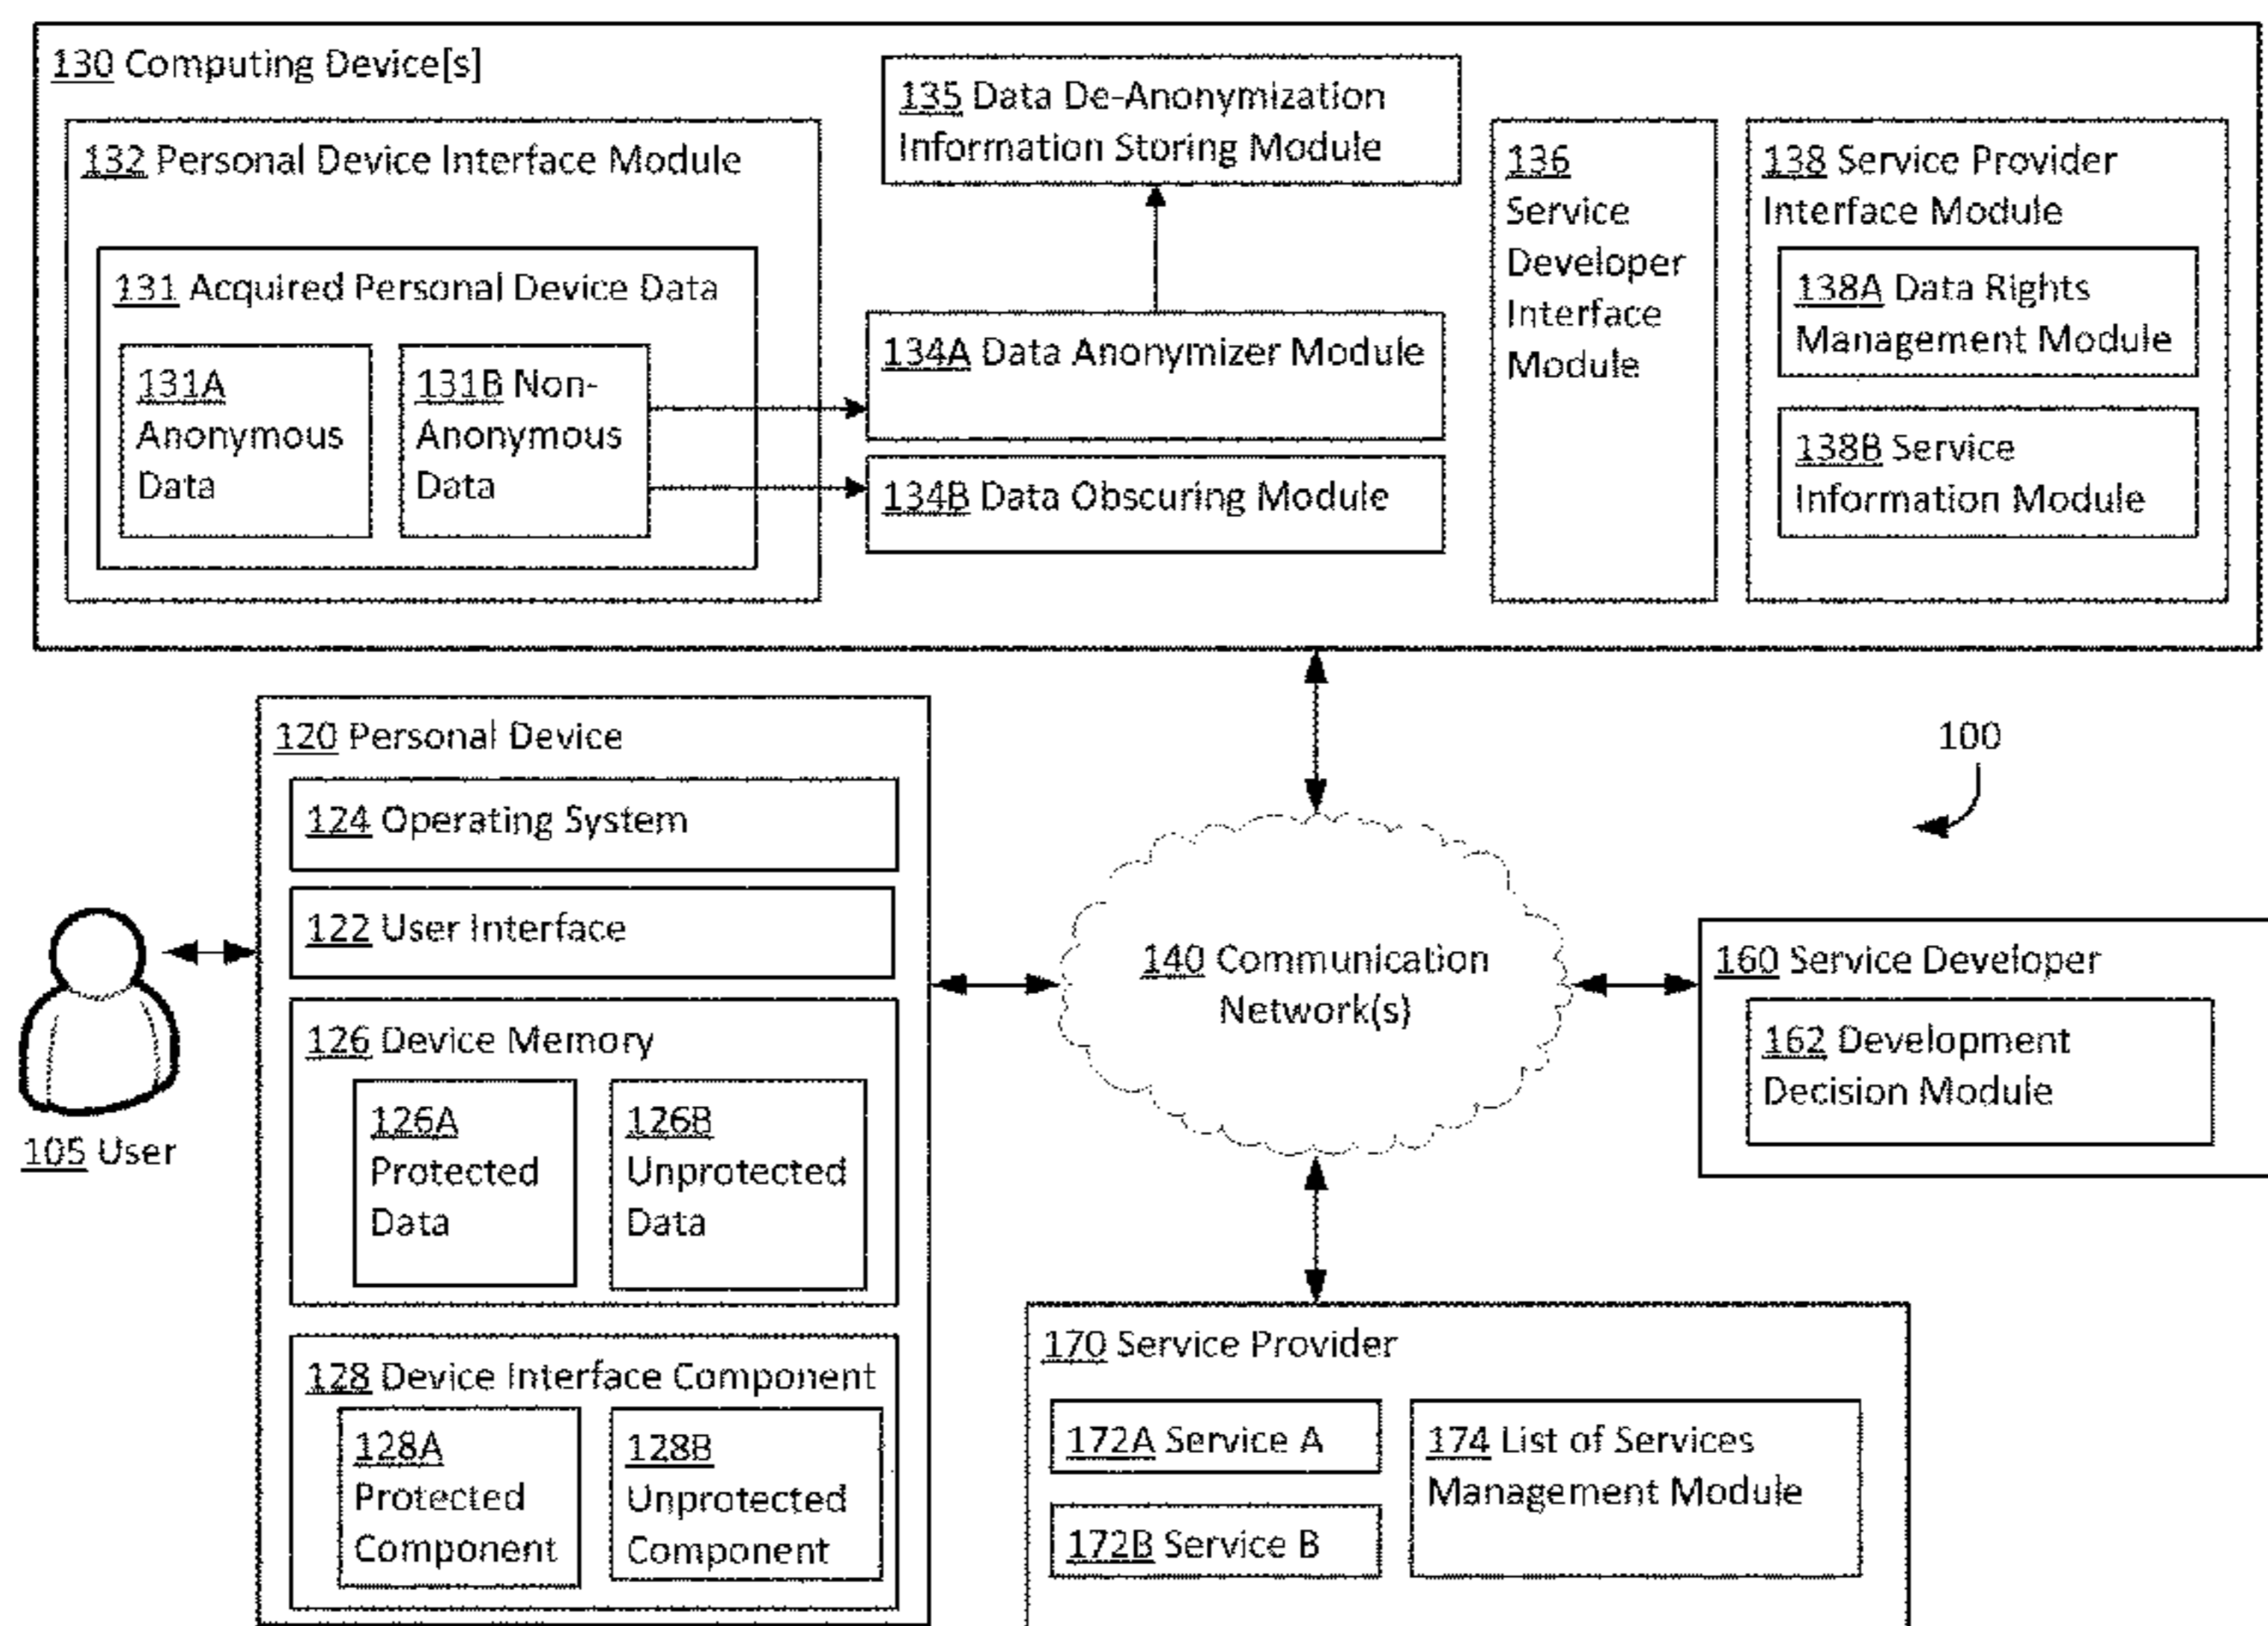 130 Computing Device[s]
132 Personal Device Interface Module
131 Acquired Personal Device Data
131A
Anonymous
Data
131B Non-
Anonymous
Data
135 Data De-Anonymization
Information Storing Module
134A Data Anonymizer Module
134B Data Obscuring Module
136
Service
Developer
Interface
Module
138 Service Provider
Interface Module
138A Data Rights
Management Module
138B Service
Information Module
120 Personal Device
124 Operating System
122 User Interface
126 Device Memory
126A
Protected
Data
126B
Unprotected
Data
128 Device Interface Component
128A
Protected
Component
128B
Unprotected
Component
105 User
140 Communication
Network(s)
100
160 Service Developer
162 Development
Decision Module
170 Service Provider
172A Service A
172B Service B
174 List of Services
Management Module